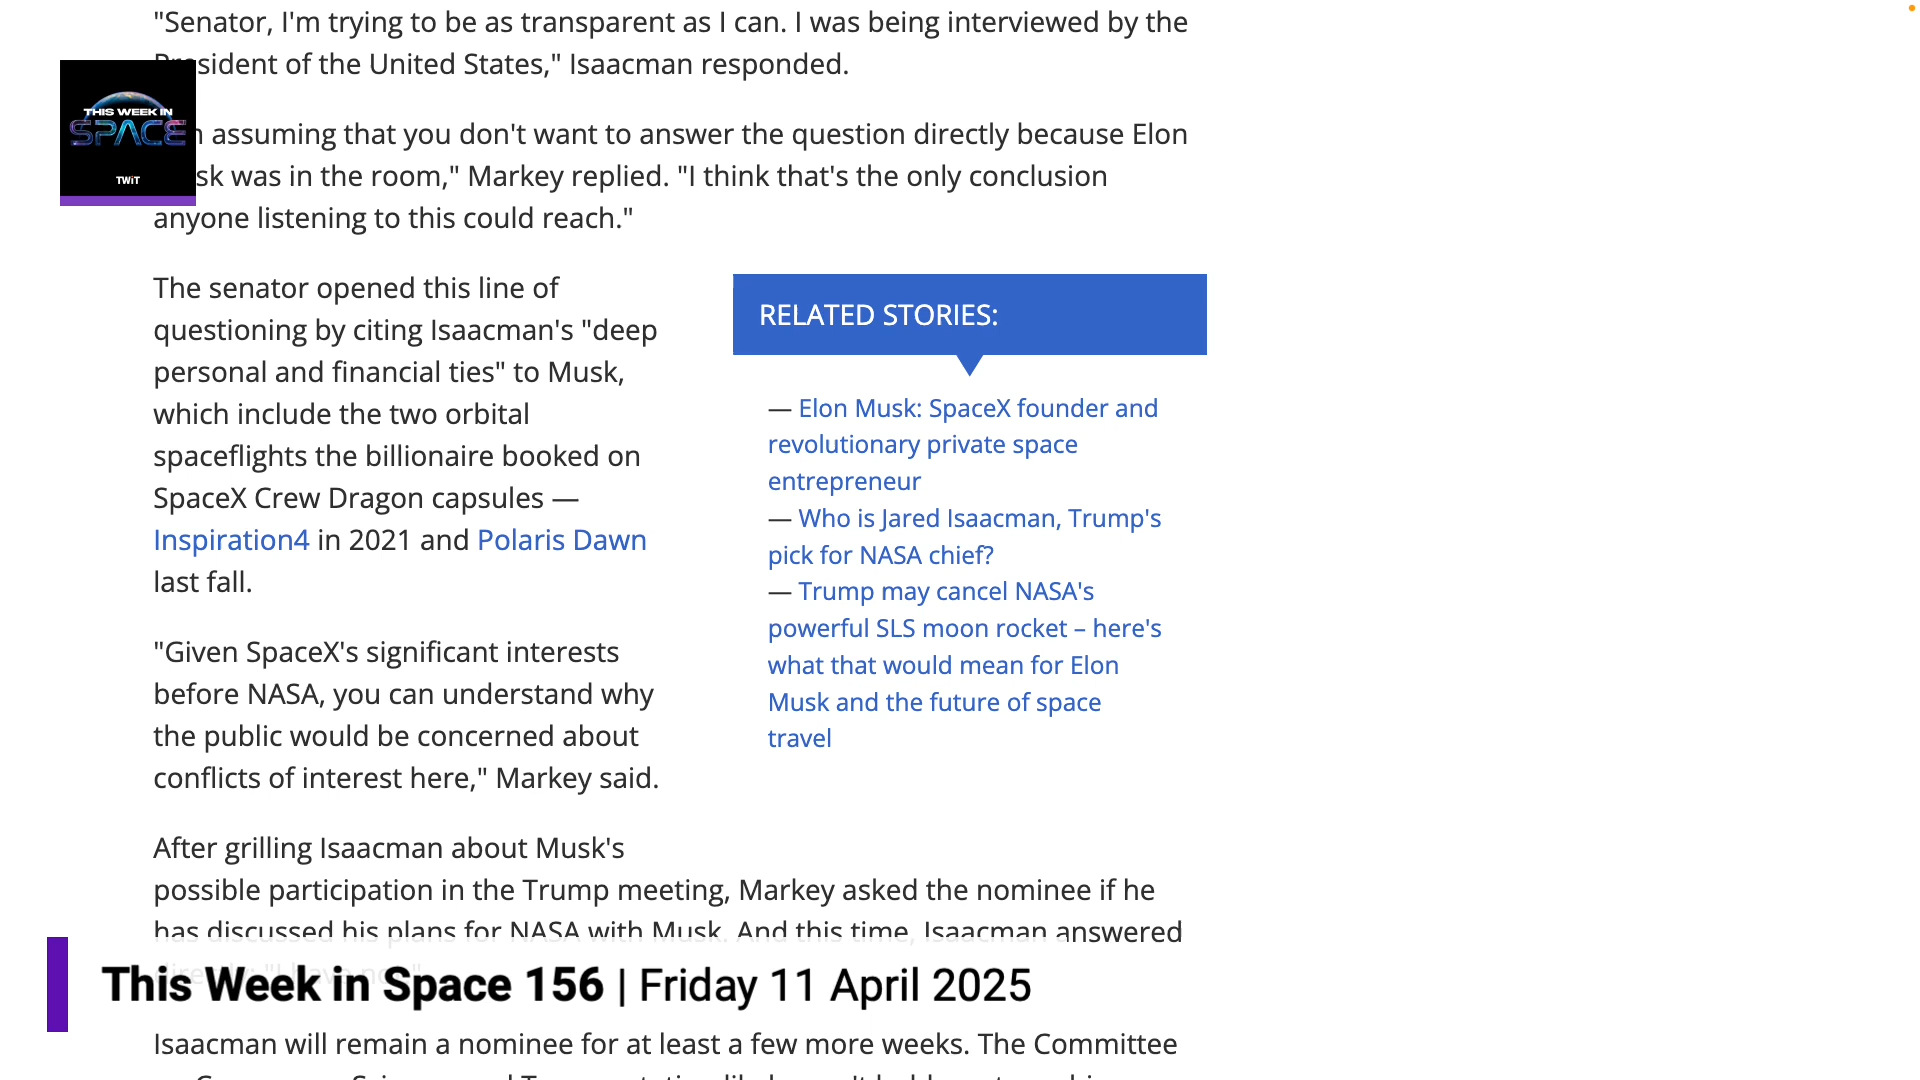 "Senator, I'm trying to be as transparent as I can. I was being interviewed by the
President of the United States," Isaacman responded.
THIS WEEK IN
SPACE
TWiT
assuming that you don't want to answer the question directly because Elon
was in the room," Markey replied. "I think that's the only conclusion
anyone listening to this could reach."
The senator opened this line of
questioning by citing Isaacman's "deep
personal and financial ties" to Musk,
which include the two orbital
spaceflights the billionaire booked on
SpaceX Crew Dragon capsules —
Inspiration4 in 2021 and Polaris Dawn
last fall.
"Given SpaceX's significant interests
before NASA, you can understand why
the public would be concerned about
conflicts of interest here," Markey said.
RELATED STORIES:
— Elon Musk: SpaceX founder and
revolutionary private space
entrepreneur
— Who is Jared Isaacman, Trump's
pick for NASA chief?
— Trump may cancel NASA's
powerful SLS moon rocket – here's
what that would mean for Elon
Musk and the future of space
travel
After grilling Isaacman about Musk's
possible participation in the Trump meeting, Markey asked the nominee if he
has discussed his plans for NASA with Musk. And this time, Isaacman answered
This Week in Space 156 | Friday 11 April 2025
Isaacman will remain a nominee for at least a few more weeks. The Committee